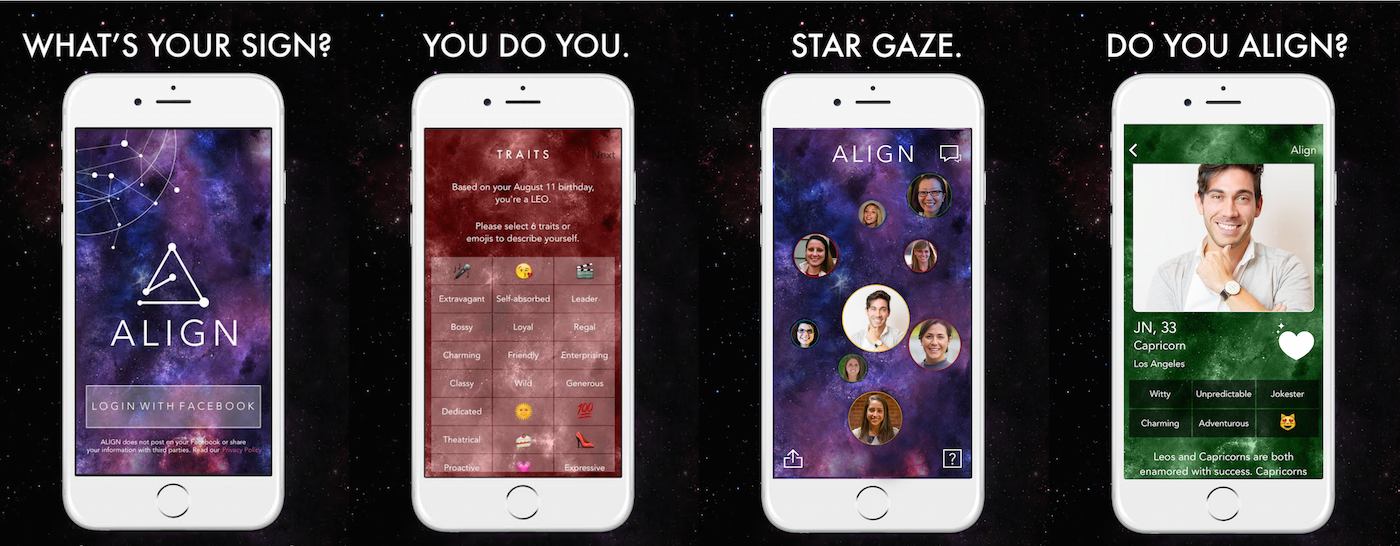 WHAT'S YOUR SIGN?
ALIGN
LOGIN WITH FACEBOOK
ALIGN does not post on your Facebook or share
your information with third parties. Read our Privacy Policy
YOU DO YOU.
TRAITS
Next
Based on your August 11 birthday,
you're a LEO.
Please select 6 traits or
emojis to describe yourself.
Extravagant Self-absorbed Leader
Bossy Loyal Regal
Charming Friendly Enterprising
Classy Wild Generous
Dedicated 100
Theatrical
Proactive Expressive
STAR GAZE.
ALIGN
?
DO YOU ALIGN?
Align
JN, 33
Capricorn
Los Angeles
Witty Unpredictable Jokester
Charming Adventurous
Leos and Capricorns are both
enamored with success. Capricorns